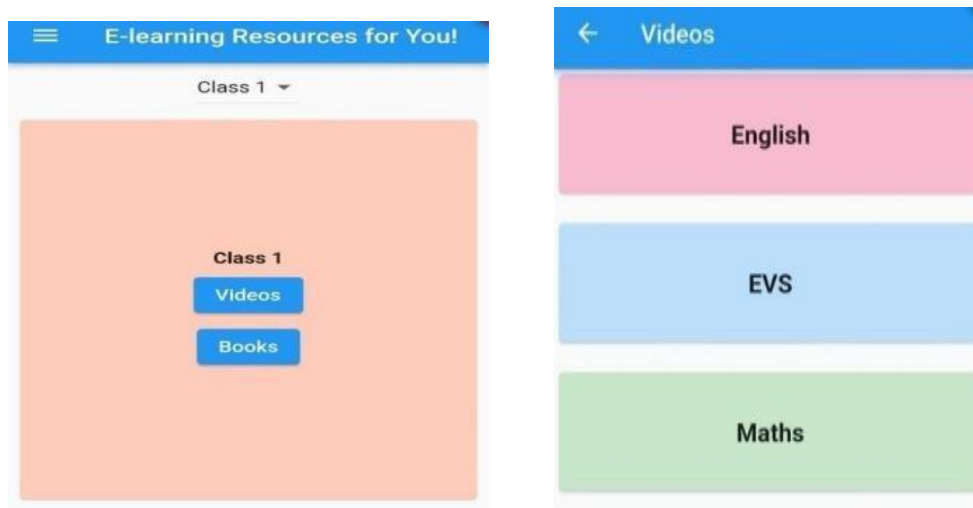 E-learning Resources for You!
Class 1
Class 1
Videos
Books
Videos
English
EVS
Maths